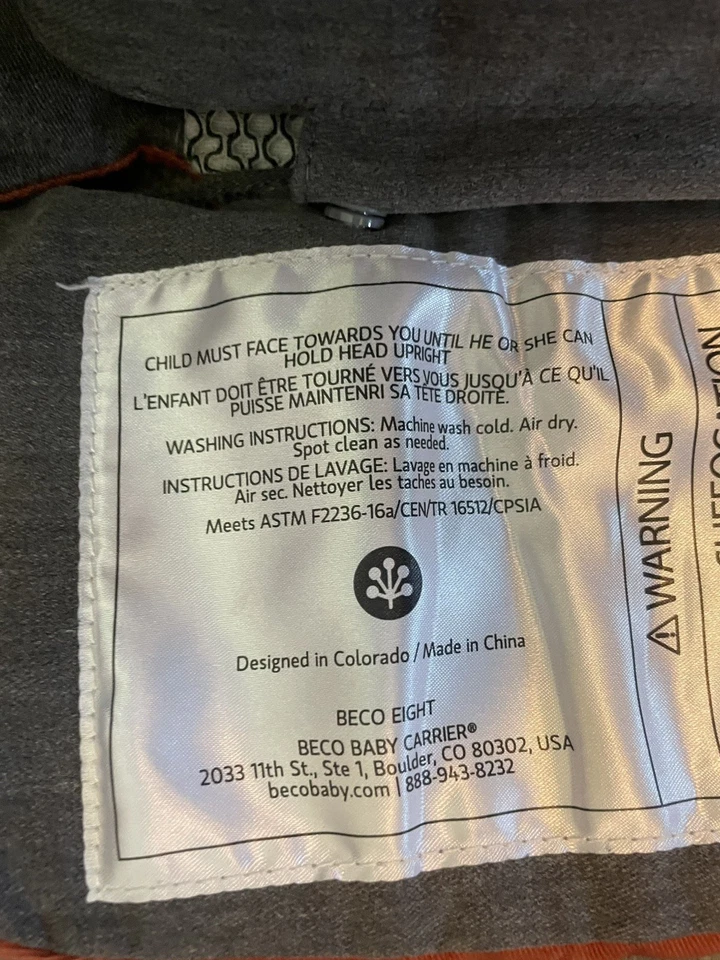 CHILD MUST FACE TOWARDS YOU UNTIL HE OR SHE CAN
HOLD HEAD UPRIGHT
L'ENFANT DOIT ÊTRE TOURNÉ VERS VOUS JUSQU'À CE QU'IL
PUISSE MAINTENRI SA TÊTE DROITE.
WASHING INSTRUCTIONS: Machine wash cold. Air dry.
Spot clean as needed.
INSTRUCTIONS DE LAVAGE: Lavage en machine à froid.
Air sec. Nettoyer les taches au besoin.
Meets ASTM F2236-16a/CEN/TR 16512/CPSIA
Designed in Colorado / Made in China
BECO EIGHT
BECO BABY CARRIER®
2033 11th St., Ste 1, Boulder, CO 80302, USA
becobaby.com | 888-943-8232
⚠ WARNING